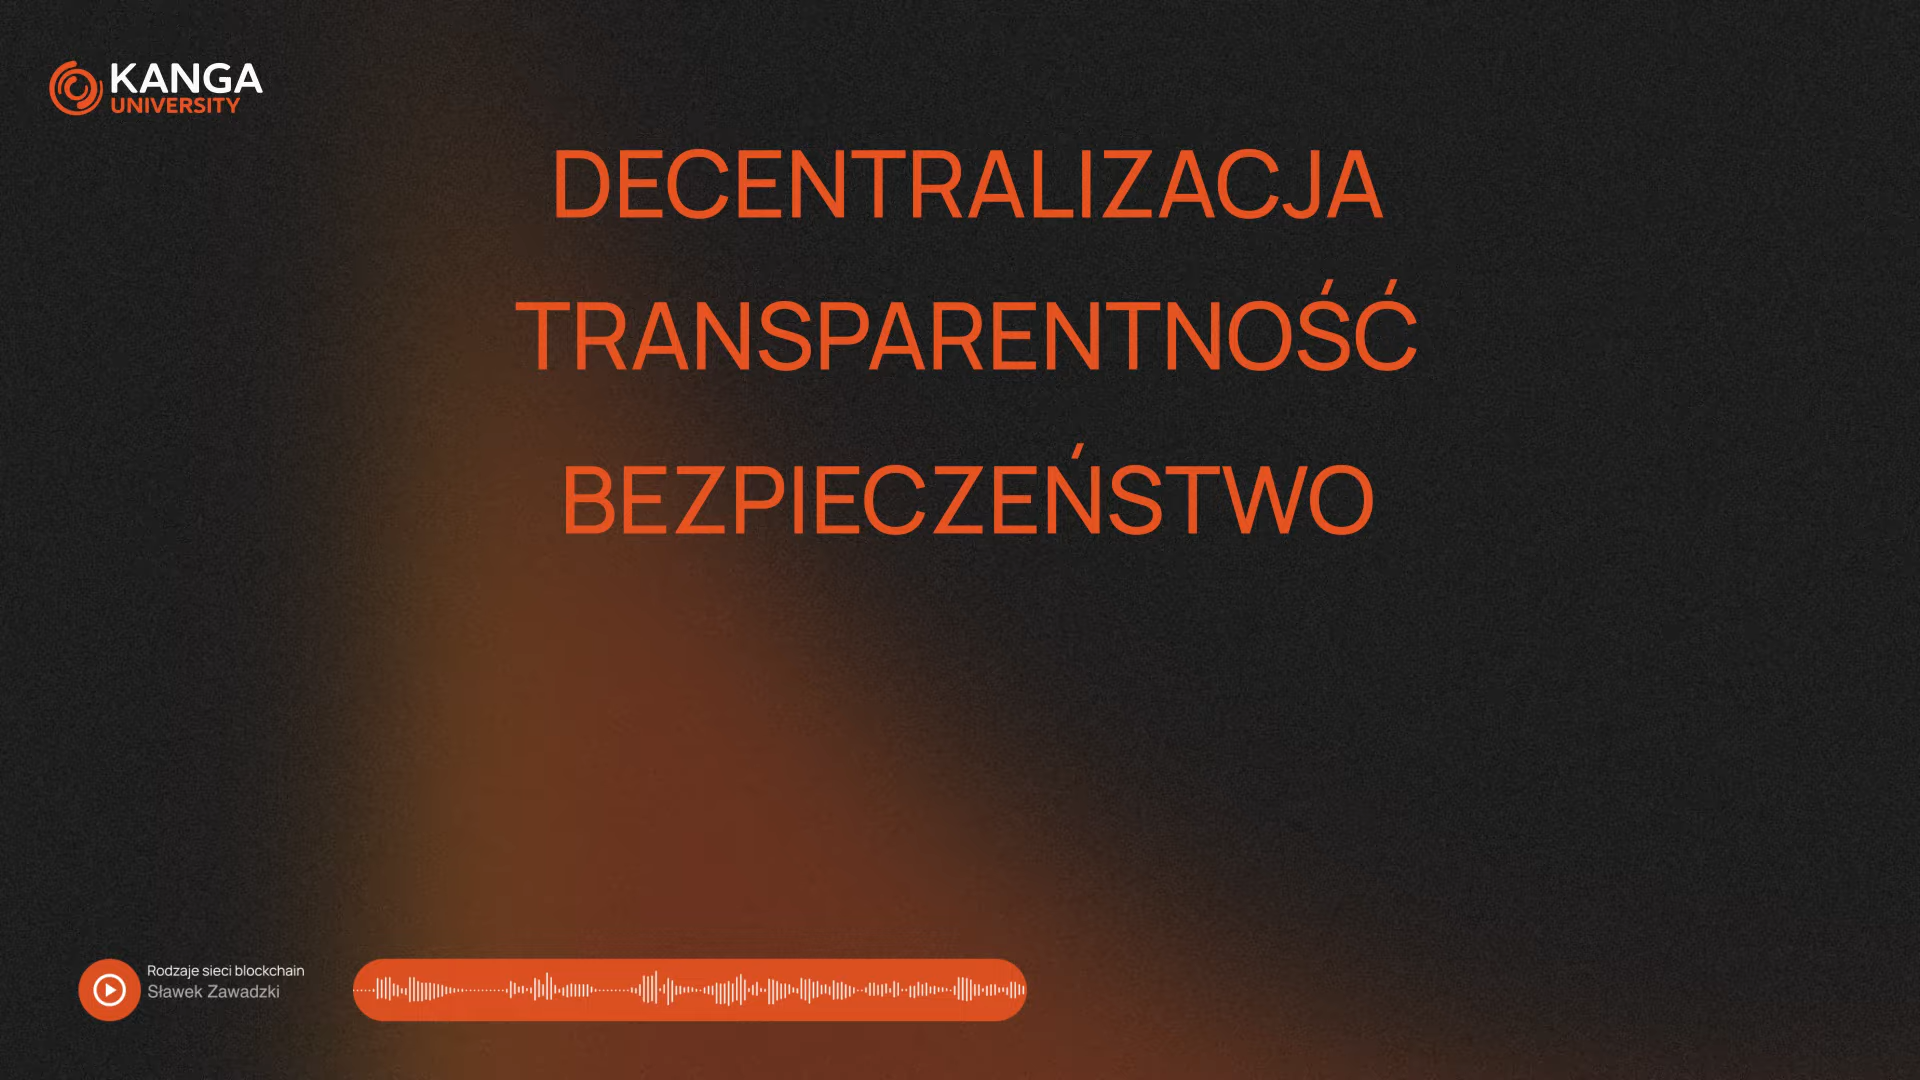 KANGA
UNIVERSITY
DECENTRALIZACJA
TRANSPARENTNOŚĆ
BEZPIECZEŃSTWO
Rodzaje sieci blockchain
Sławek Zawadzki